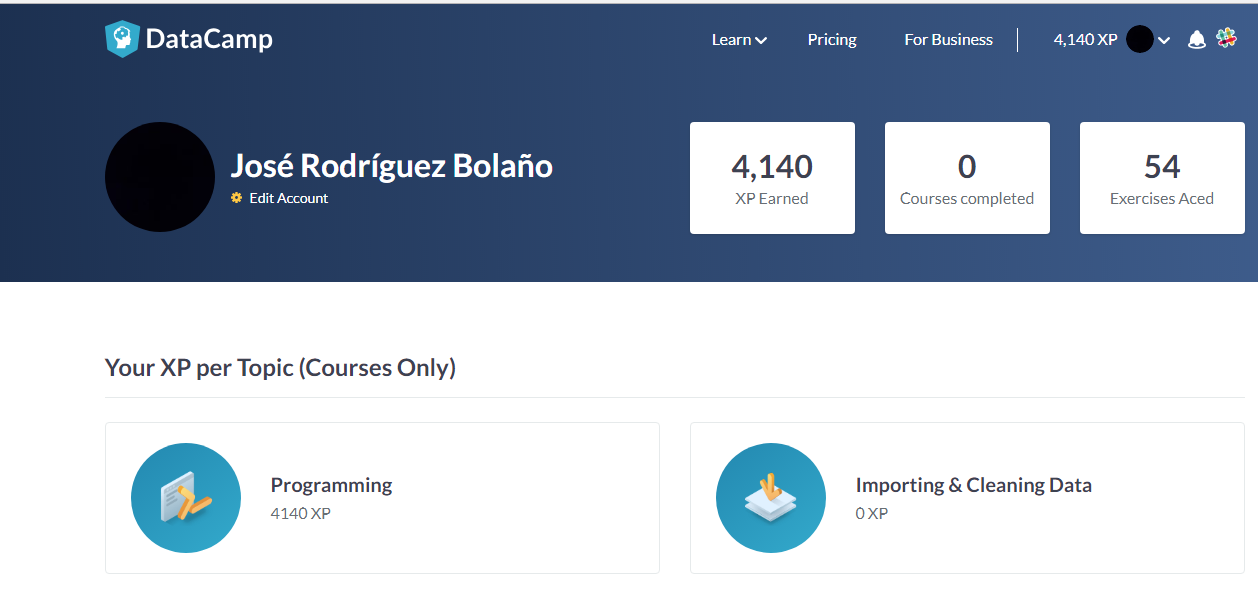 DataCamp
Learn Pricing For Business 4,140 XP
José Rodríguez Bolaño
Edit Account
4,140
XP Earned
0
Courses completed
54
Exercises Aced
Your XP per Topic (Courses Only)
Programming
4140 XP
Importing & Cleaning Data
0 XP